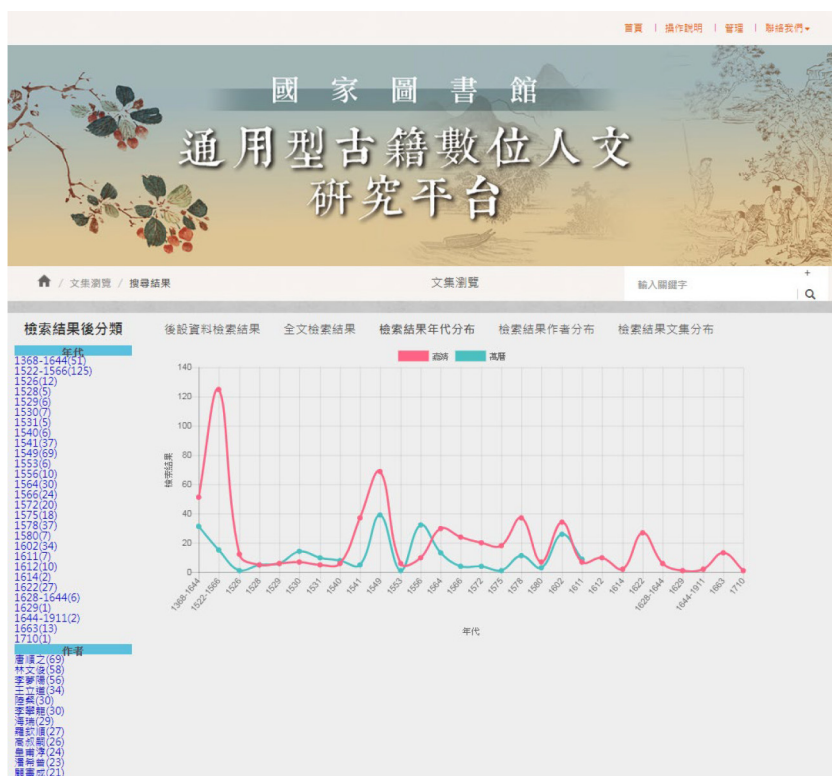 首頁 | 操作說明 | 管理 | 聯絡我們
國家圖書館
通用型古籍數位人文
研究平台
/ 文集瀏覽 / 搜尋結果
文集瀏覽
輸入關鍵字
+
檢索結果後分類
年代
1368-1644(51)
1522-1566(125)
1526(12)
1528(5)
1529(6)
1530(7)
1531(5)
1540(6)
1541(37)
1549(69)
1553(6)
1556(10)
1564(30)
1566(24)
1572(20)
1575(18)
1578(37)
1580(7)
1602(34)
1611(7)
1612(10)
1614(2)
1622(27)
1628-1644(6)
1629(1)
1644-1911(2)
1663(13)
1710(1)
作者
唐順之(69)
林文俊(58)
李夢陽(56)
王立道(34)
陸粲(30)
李攀龍(30)
海瑞(29)
羅欽順(27)
高叔嗣(26)
皇甫涍(24)
潘希曾(23)
顧憲成(21)
後設資料檢索結果 全文檢索結果 檢索結果年代分布 檢索結果作者分布 檢索結果文集分布
嘉靖 萬曆
140
120
100
80
60
40
20
0
檢索結果
1368-1644 1522-1566 1526 1528 1529 1530 1531 1540 1541 1549 1553 1556 1564 1566 1572 1575 1578 1580 1602 1611 1612 1614 1622 1628-1644 1629 1644-1911 1663 1710
年代